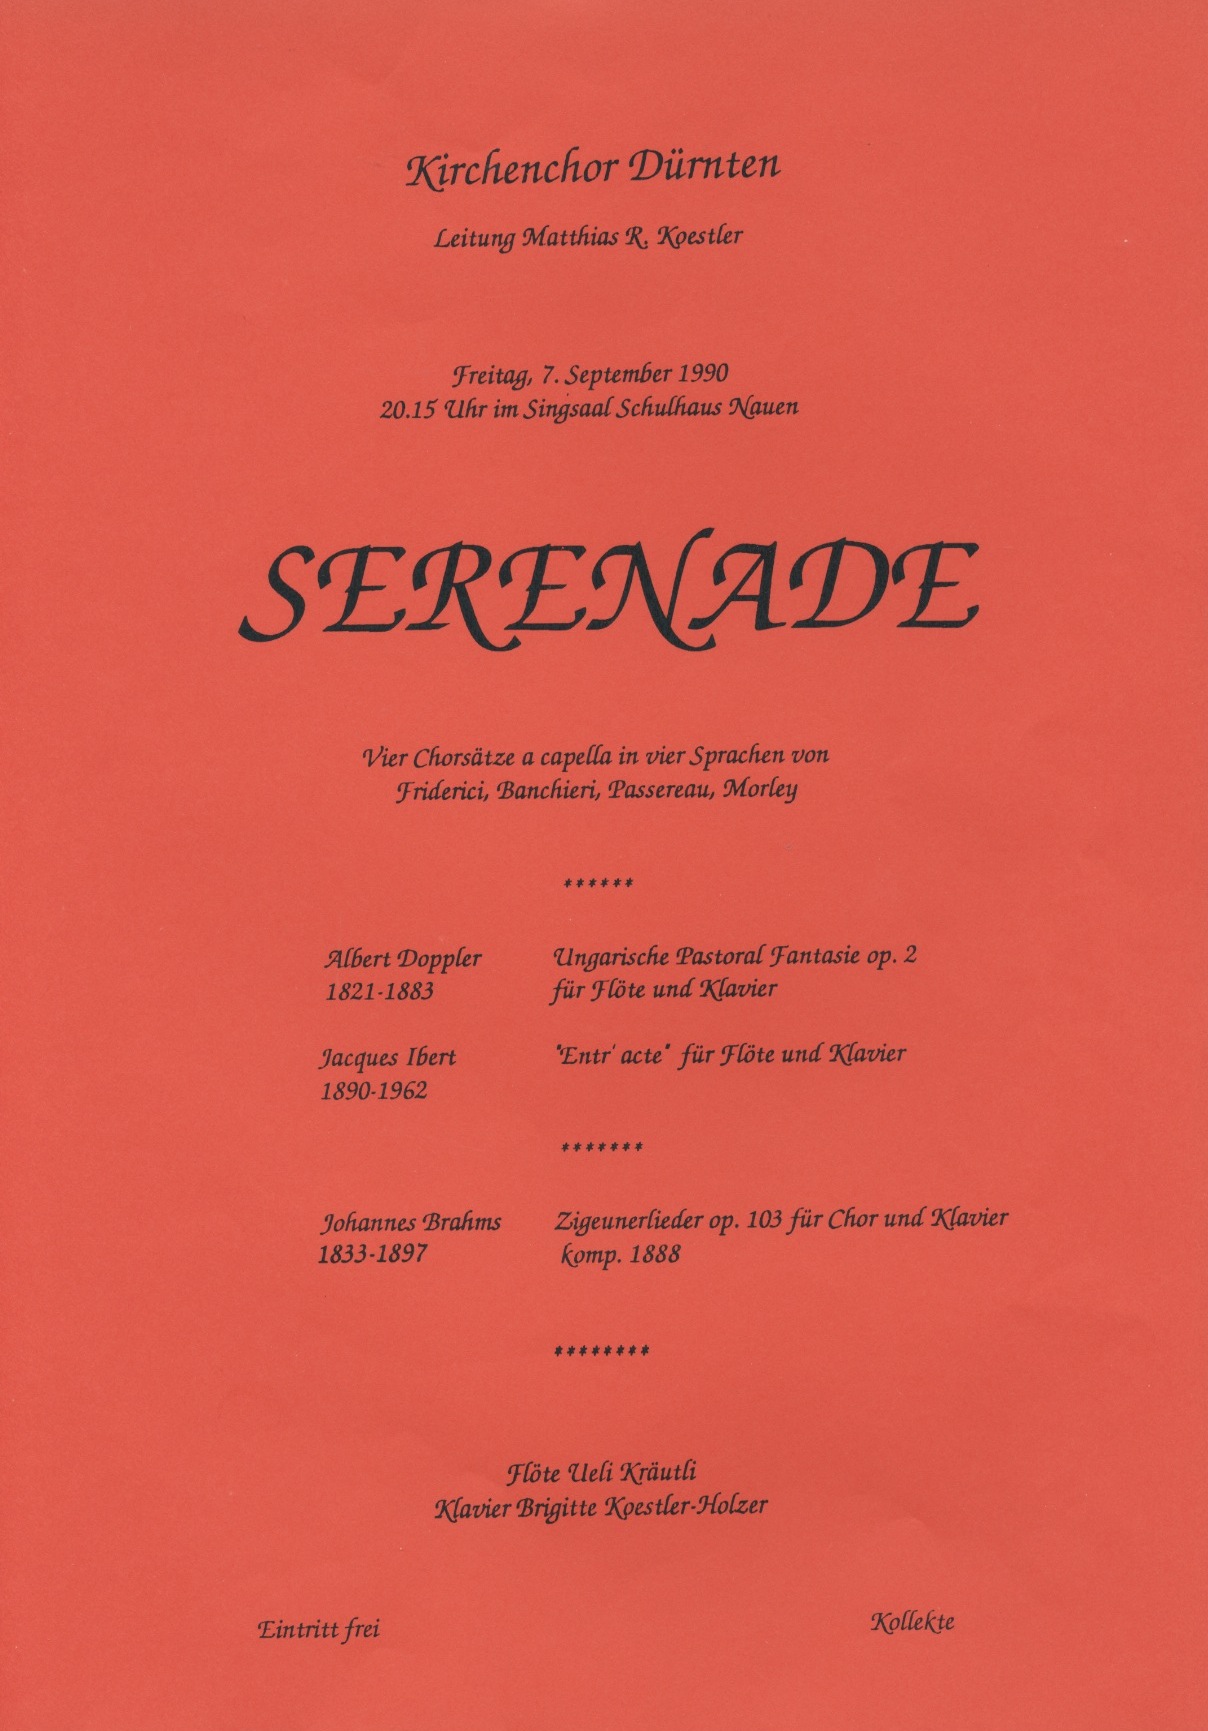 Kirchenchor Dürnten
Leitung Matthias R. Koestler
Freitag, 7. September 1990
20.15 Uhr im Singsaal Schulhaus Nauen
SERENADE
Vier Chorsätze a capella in vier Sprachen von
Friderici, Banchieri, Passereau, Morley
******
Albert Doppler Ungarische Pastoral Fantasie op. 2
1821-1883 für Flöte und Klavier
Jacques Ibert "Entr' acte" für Flöte und Klavier
1890-1962
*******
Johannes Brahms Zigeunerlieder op. 103 für Chor und Klavier
1833-1897 komp. 1888
********
Flöte Ueli Kräutli
Klavier Brigitte Koestler-Holzer
Eintritt frei Kollekte